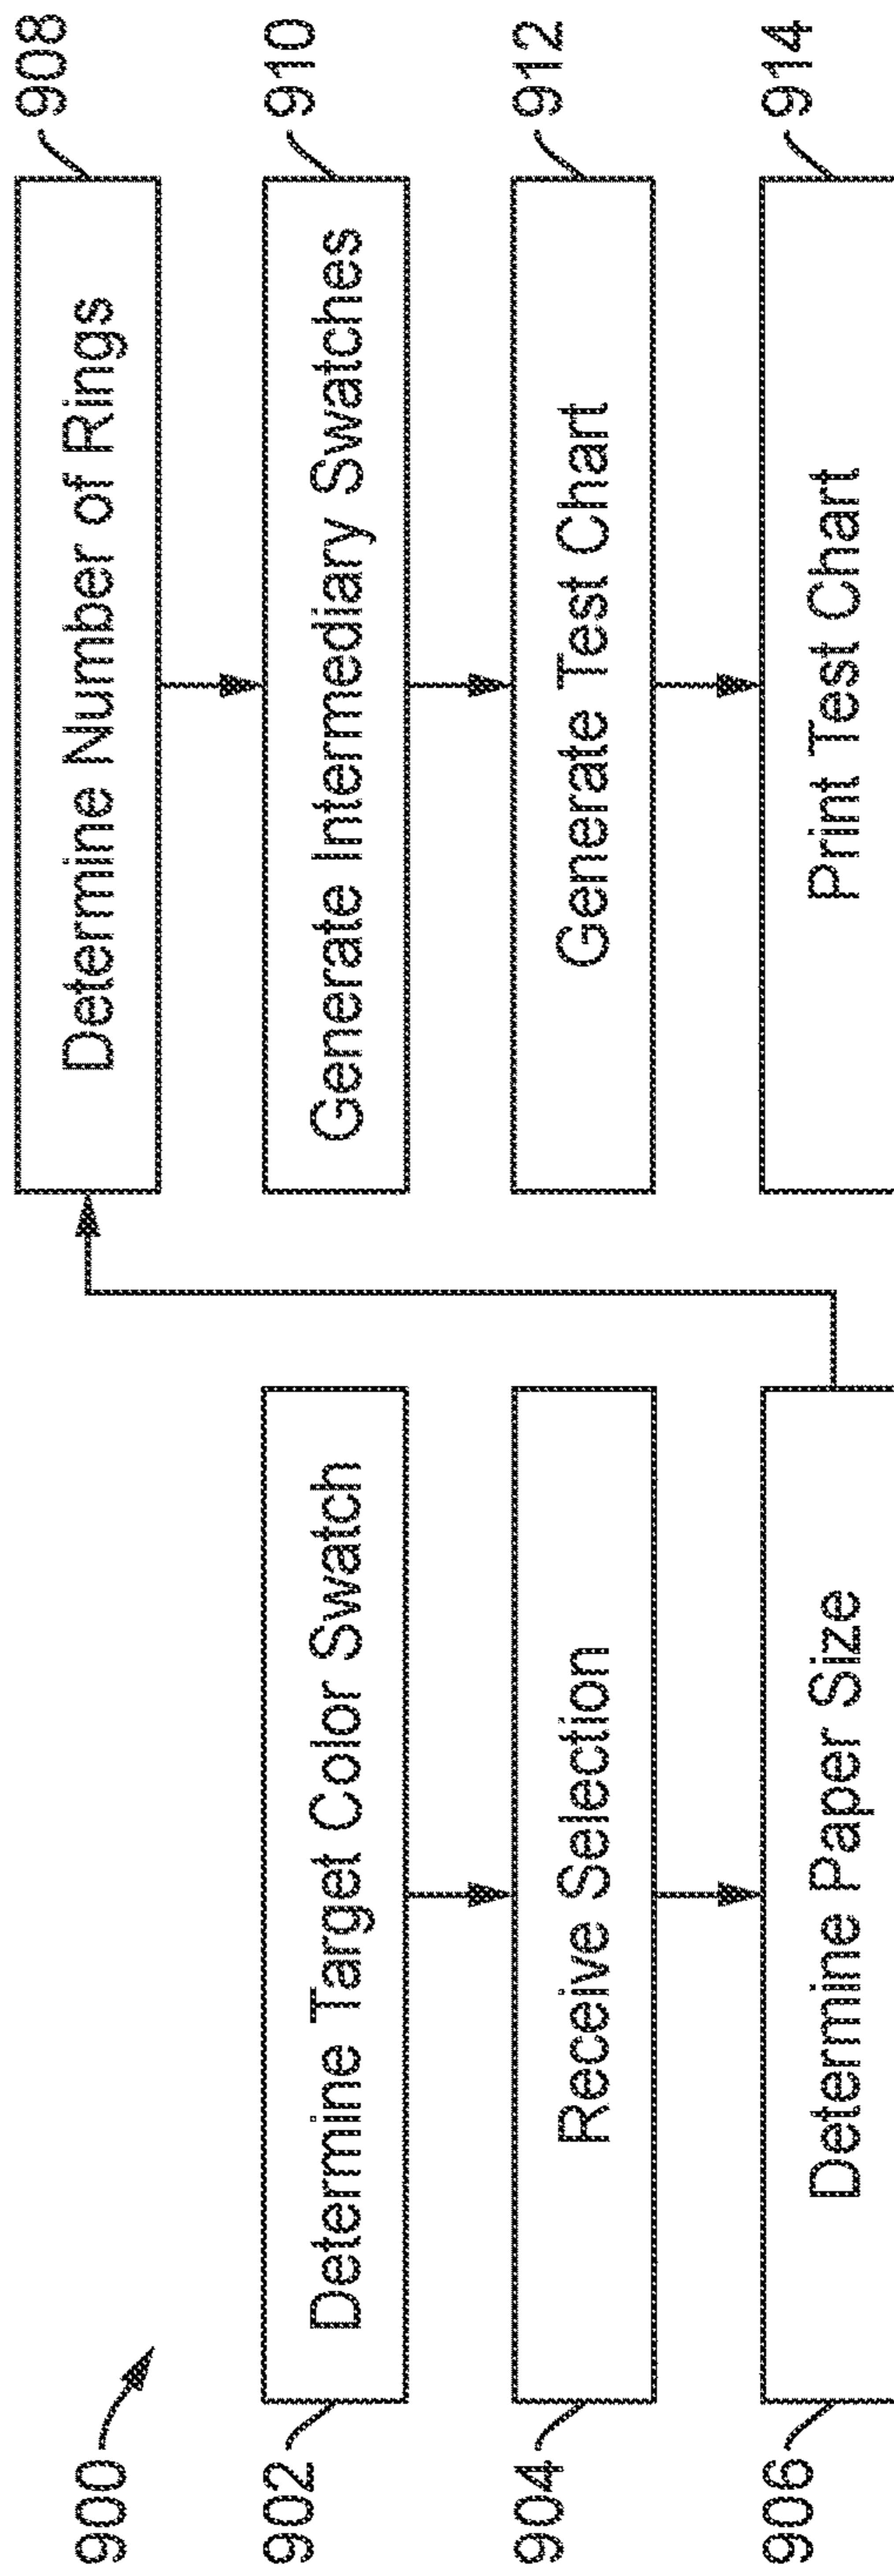 900
902
Determine Target Color Swatch
904
Receive Selection
906
Determine Paper Size
Determine Number of Rings
908
Generate Intermediary Swatches
910
Generate Test Chart
912
Print Test Chart
914